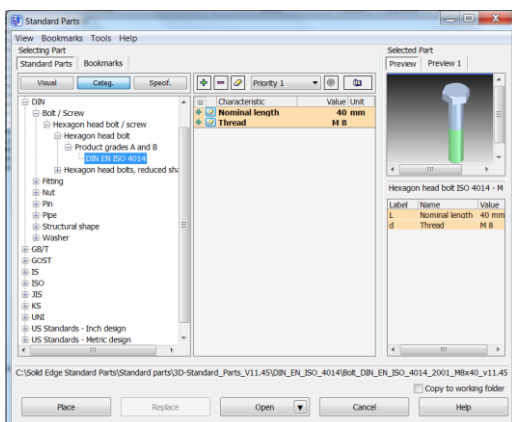 Standard Parts
View Bookmarks Tools Help
Selecting Part
Standard Parts Bookmarks
Visual Categ. Specif.
Priority 1
DIN
Bolt / Screw
Hexagon head bolt / screw
Hexagon head bolt
Product grades A and B
DIN EN ISO 4014
Hexagon head bolts, reduced sha
Fitting
Nut
Pin
Pipe
Structural shape
Washer
GB/T
GOST
IS
ISO
JIS
KS
UNI
US Standards - Inch design
US Standards - Metric design
Characteristic Value Unit
Nominal length 40 mm
Thread M 8
Selected Part
Preview Preview 1
Hexagon head bolt ISO 4014 - M
Label Name Value
L Nominal length 40 mm
d Thread M 8
C:\Solid Edge Standard Parts\Standard parts\3D-Standard_Parts_V11.45\DIN_EN_ISO_4014\Bolt_DIN_EN_ISO_4014_2001_M8x40_v11.45
Copy to working folder
Place Replace Open Cancel Help